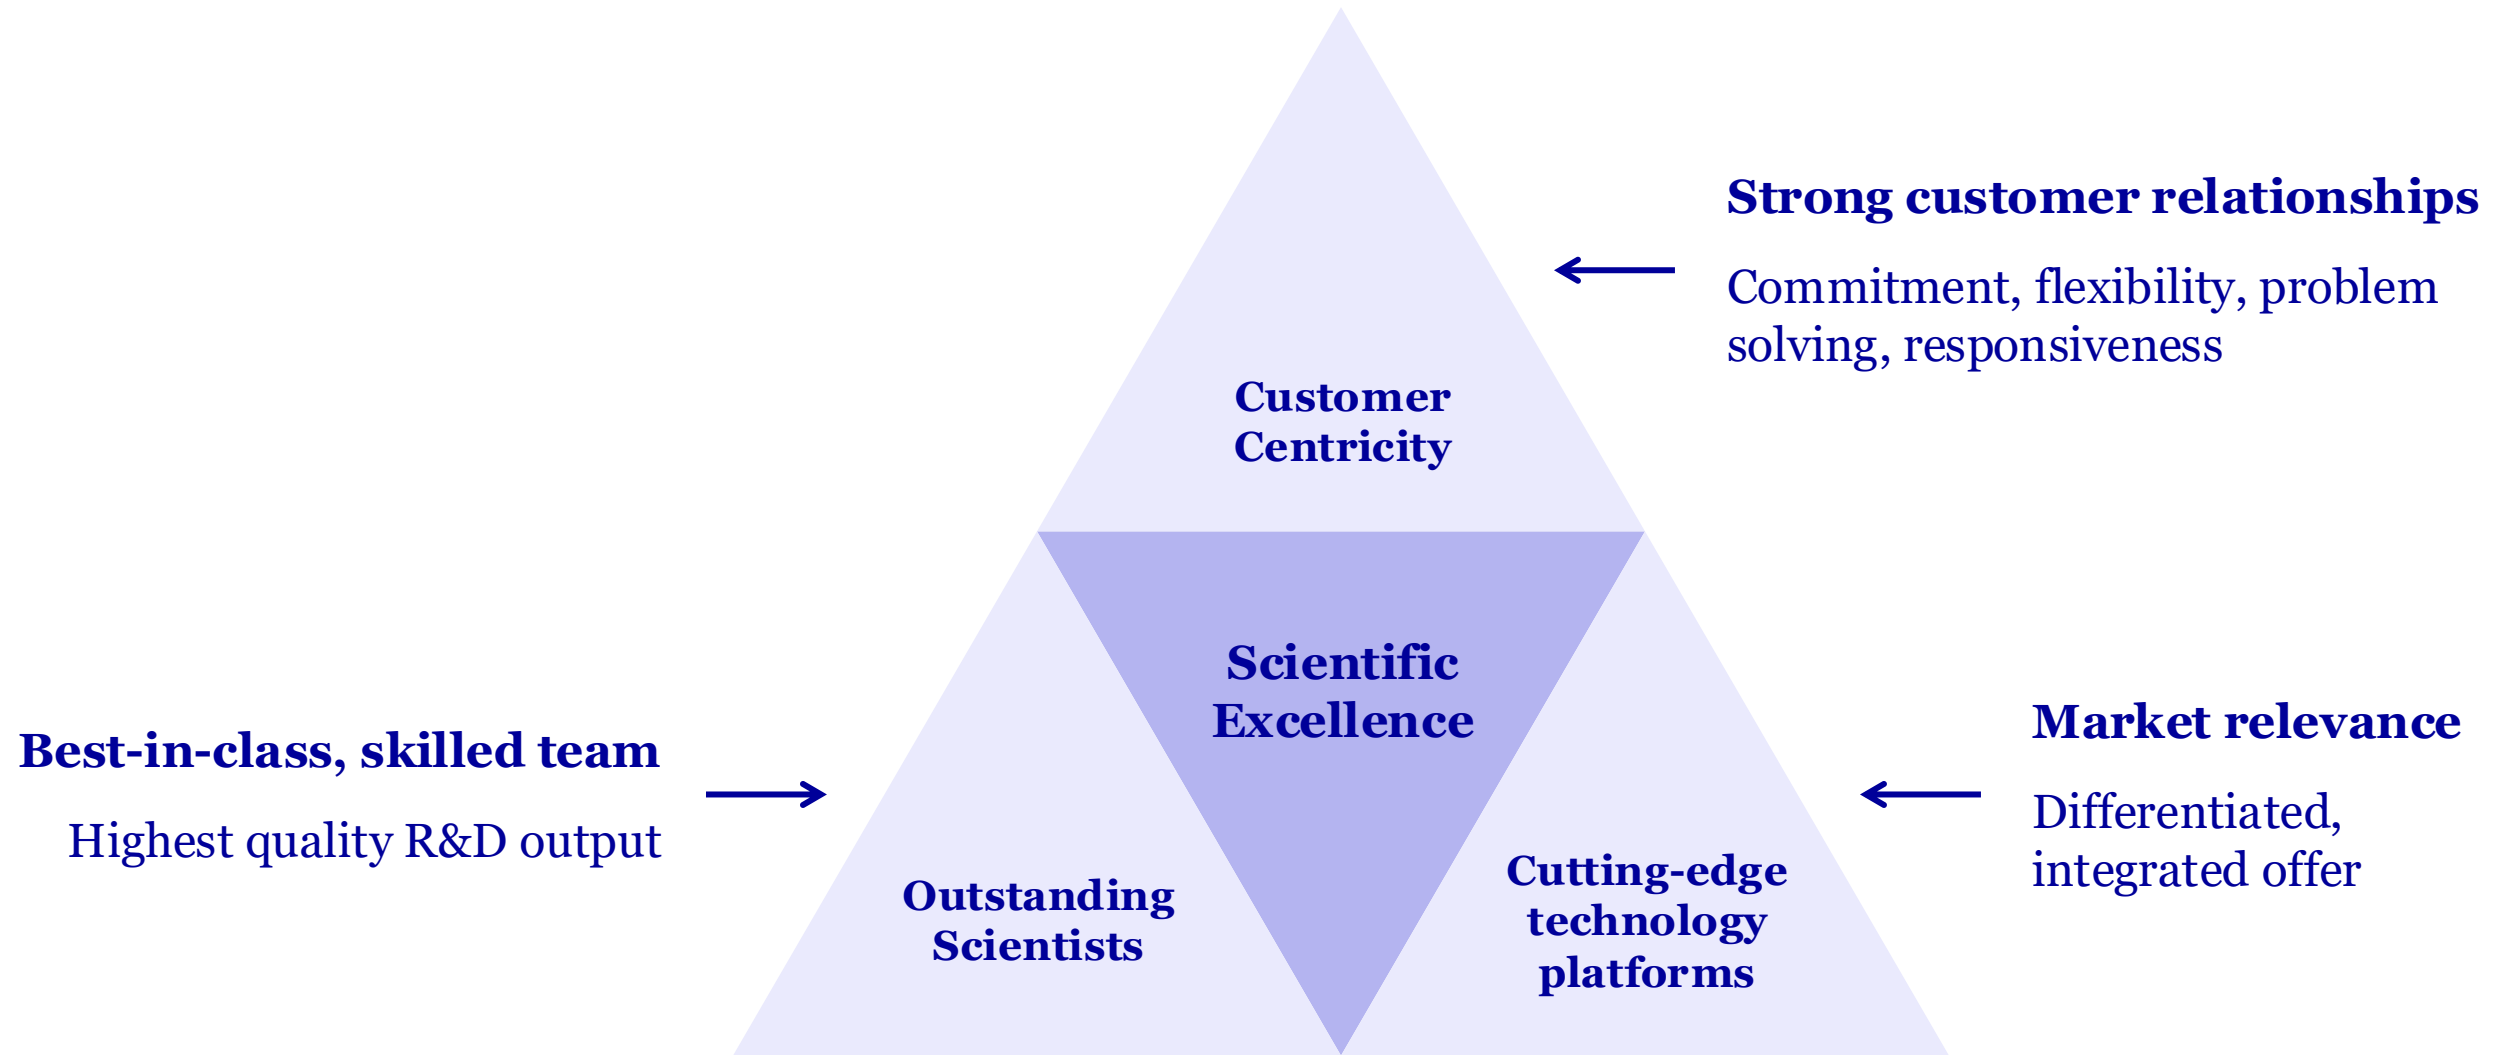 Strong customer relationships
Commitment, flexibility, problem
solving, responsiveness
Customer
Centricity
Scientific
Excellence
Best-in-class, skilled team
Highest quality R&D output
Outstanding
Scientists
Cutting-edge
technology
platforms
Market relevance
Differentiated,
integrated offer